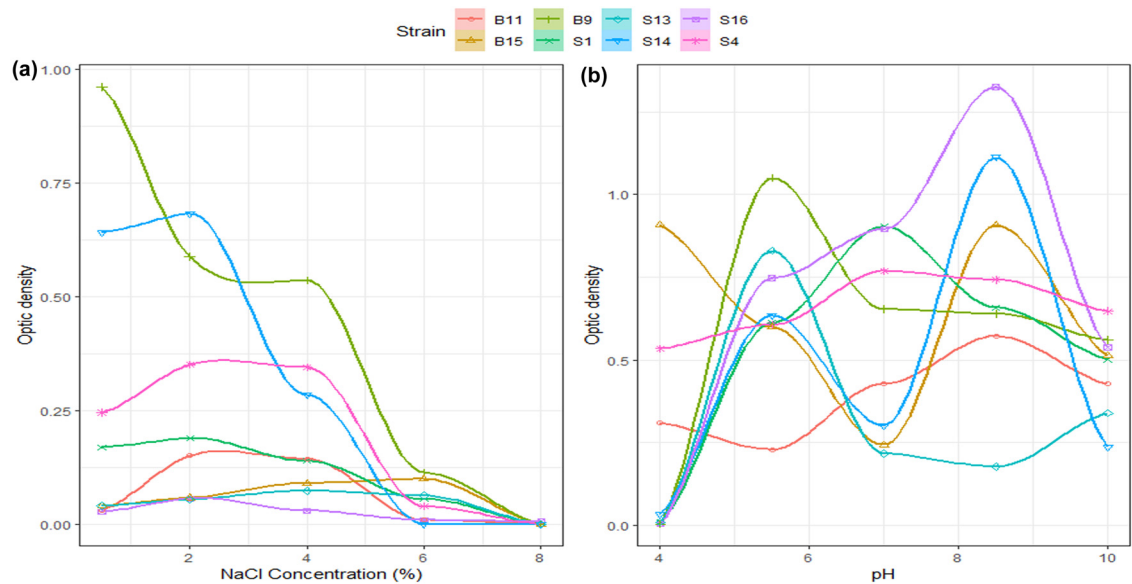 Strain
B11 B9 S13 S16
B15 S1 S14 S4
(a)
1.00
0.75
0.50
0.25
0.00
Optic density
2 4 6 8
NaCl Concentration (%)
(b)
1.0
0.5
0.0
Optic density
4 6 8 10
pH